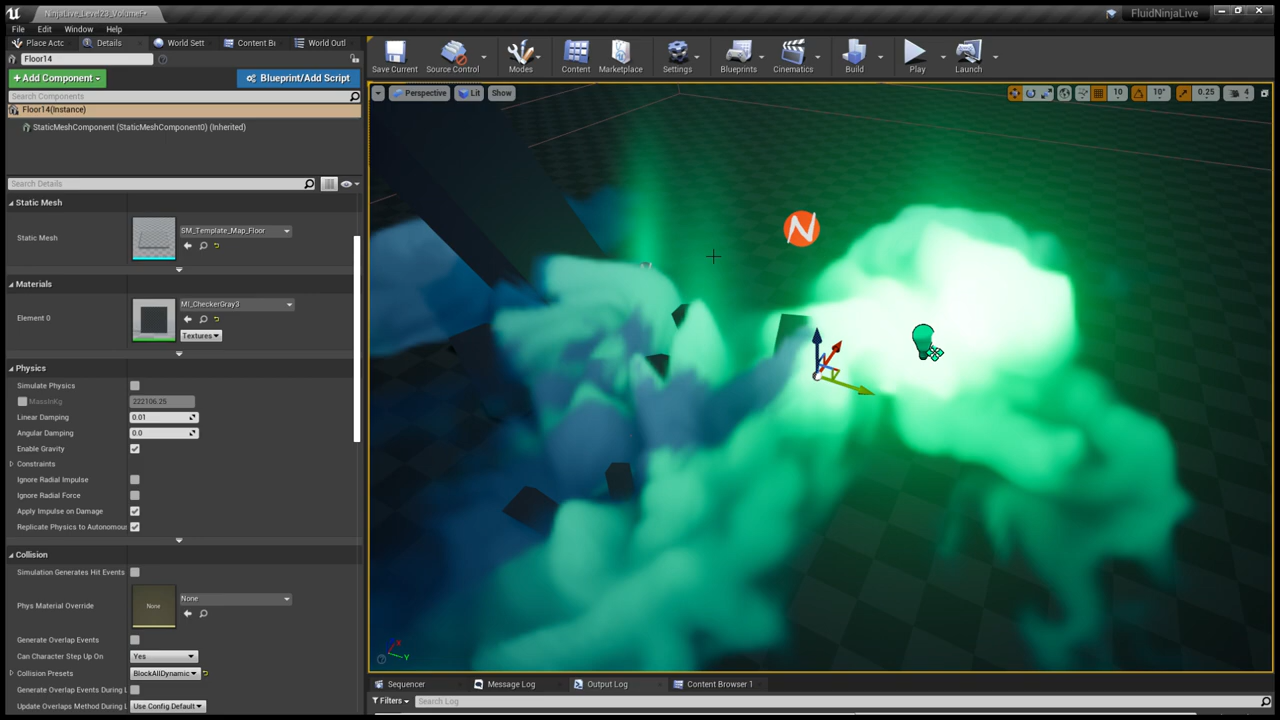 NinjaLive_Level23_VolumeF*
FluidNinjaLive
File Edit Window Help
Place Actc Details World Sett Content Bı World Outl
Floor14
+ Add Component
Blueprint/Add Script
Search Components
Floor14(Instance)
StaticMeshComponent (StaticMeshComponent0) (Inherited)
Search Details
Static Mesh
Static Mesh
SM_Template_Map_Floor
Materials
Element 0
MI_CheckerGray3
Textures
Physics
Simulate Physics
MassInKg
222106.25
Linear Damping
0.01
Angular Damping
0.0
Enable Gravity
Constraints
Ignore Radial Impulse
Ignore Radial Force
Apply Impulse on Damage
Replicate Physics to Autonomou
Collision
Simulation Generates Hit Events
Phys Material Override
None
None
Generate Overlap Events
Can Character Step Up On
Yes
Collision Presets
BlockAllDynamic
Generate Overlap Events During L
Update Overlaps Method During L
Use Config Default
Save Current Source Control Modes Content Marketplace Settings Blueprints Cinematics Build Play Launch
Perspective Lit Show
10 10° 0.25 4
N
X
Y
Sequencer Message Log Output Log Content Browser 1
Filters Search Log